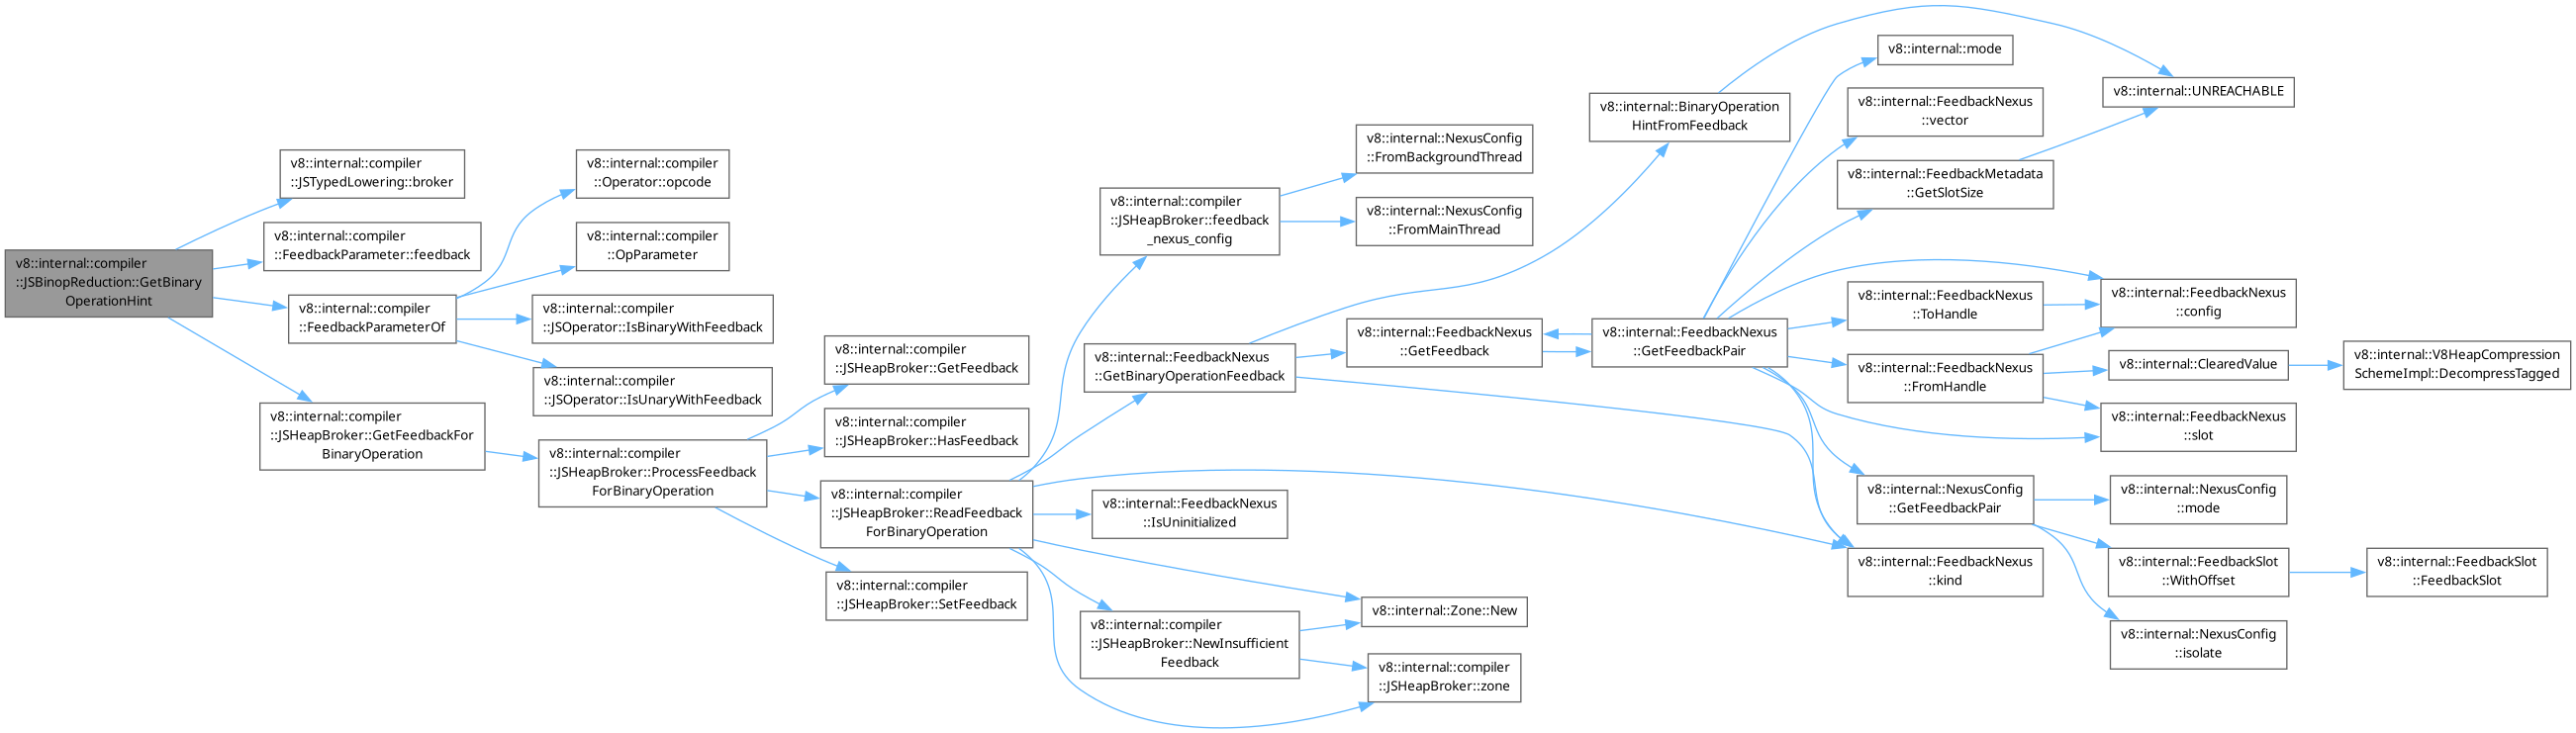 v8::internal::compiler
::JSBinopReduction::GetBinary
OperationHint
v8::internal::compiler
::JSTypedLowering::broker
v8::internal::compiler
::FeedbackParameter::feedback
v8::internal::compiler
::FeedbackParameterOf
v8::internal::compiler
::JSHeapBroker::GetFeedbackFor
BinaryOperation
v8::internal::compiler
::Operator::opcode
v8::internal::compiler
::OpParameter
v8::internal::compiler
::JSOperator::IsBinaryWithFeedback
v8::internal::compiler
::JSOperator::IsUnaryWithFeedback
v8::internal::compiler
::JSHeapBroker::ProcessFeedback
ForBinaryOperation
v8::internal::compiler
::JSHeapBroker::GetFeedback
v8::internal::compiler
::JSHeapBroker::HasFeedback
v8::internal::compiler
::JSHeapBroker::ReadFeedback
ForBinaryOperation
v8::internal::compiler
::JSHeapBroker::SetFeedback
v8::internal::compiler
::JSHeapBroker::feedback
_nexus_config
v8::internal::FeedbackNexus
::GetBinaryOperationFeedback
v8::internal::FeedbackNexus
::IsUninitialized
v8::internal::compiler
::JSHeapBroker::NewInsufficient
Feedback
v8::internal::NexusConfig
::FromBackgroundThread
v8::internal::NexusConfig
::FromMainThread
v8::internal::FeedbackNexus
::GetFeedback
v8::internal::Zone::New
v8::internal::compiler
::JSHeapBroker::zone
v8::internal::BinaryOperation
HintFromFeedback
v8::internal::FeedbackNexus
::GetFeedbackPair
v8::internal::mode
v8::internal::FeedbackNexus
::vector
v8::internal::FeedbackMetadata
::GetSlotSize
v8::internal::FeedbackNexus
::ToHandle
v8::internal::FeedbackNexus
::FromHandle
v8::internal::NexusConfig
::GetFeedbackPair
v8::internal::FeedbackNexus
::kind
v8::internal::UNREACHABLE
v8::internal::FeedbackNexus
::config
v8::internal::ClearedValue
v8::internal::FeedbackNexus
::slot
v8::internal::NexusConfig
::mode
v8::internal::FeedbackSlot
::WithOffset
v8::internal::NexusConfig
::isolate
v8::internal::V8HeapCompression
SchemeImpl::DecompressTagged
v8::internal::FeedbackSlot
::FeedbackSlot